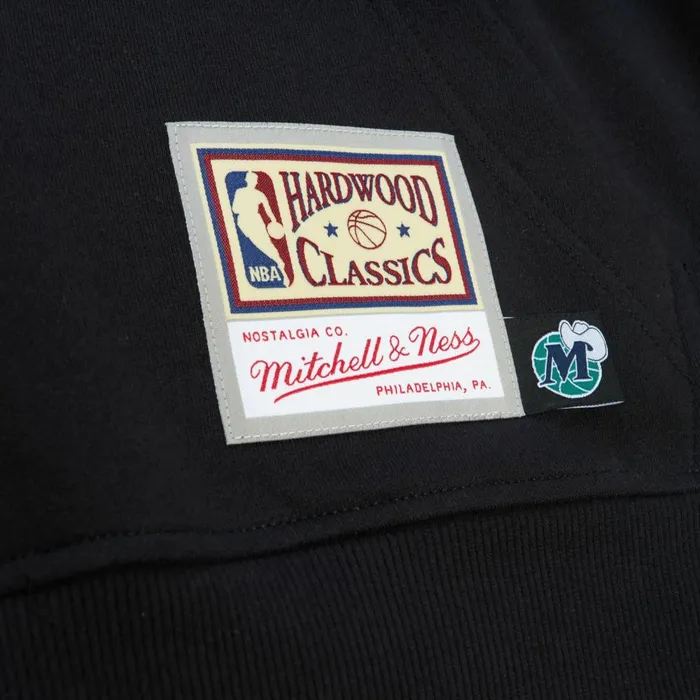 HARDWOOD
CLASSICS
NBA
NOSTALGIA CO.
Mitchell & Ness
PHILADELPHIA, PA.
M